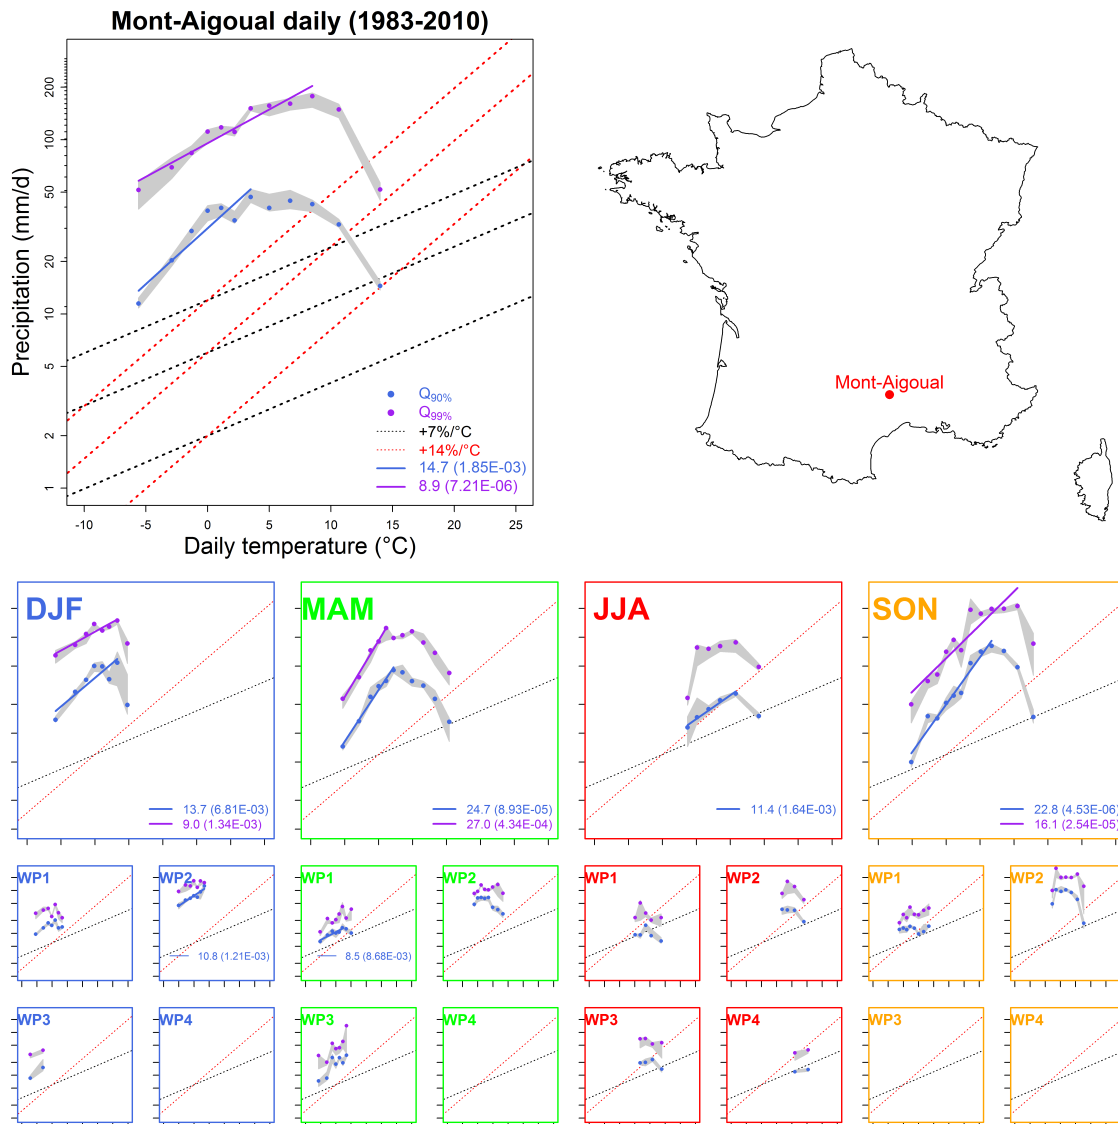 Mont-Aigoual daily (1983-2010)
Precipitation (mm/d)
200
100
50
20
10
5
2
1
Q90%
Q99%
+7%/°C
+14%/°C
14.7 (1.85E-03)
8.9 (7.21E-06)
-10 -5 0 5 10 15 20 25
Daily temperature (°C)
Mont-Aigoual
DJF
13.7 (6.81E-03)
9.0 (1.34E-03)
MAM
24.7 (8.93E-05)
27.0 (4.34E-04)
JJA
11.4 (1.64E-03)
SON
22.8 (4.53E-06)
16.1 (2.54E-05)
WP1
WP2
10.8 (1.21E-03)
WP1
8.5 (8.68E-03)
WP2
WP1
WP2
WP1
WP2
WP3
WP4
WP3
WP4
WP3
WP4
WP3
WP4